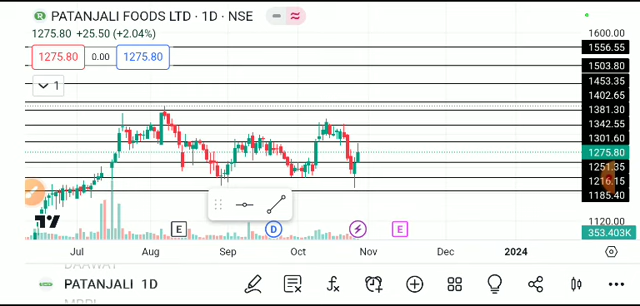 PATANJALI FOODS LTD · 1D · NSE
1275.80 +25.50 (+2.04%)
1275.80 0.00 1275.80
1
1600.00
1556.55
1503.80
1453.35
1402.65
1381.30
1342.55
1301.60
1275.80
1251.35
1216.15
1185.40
1120.00
353.403K
E D E
Jul Aug Sep Oct Nov Dec 2024
PATANJALI 1D